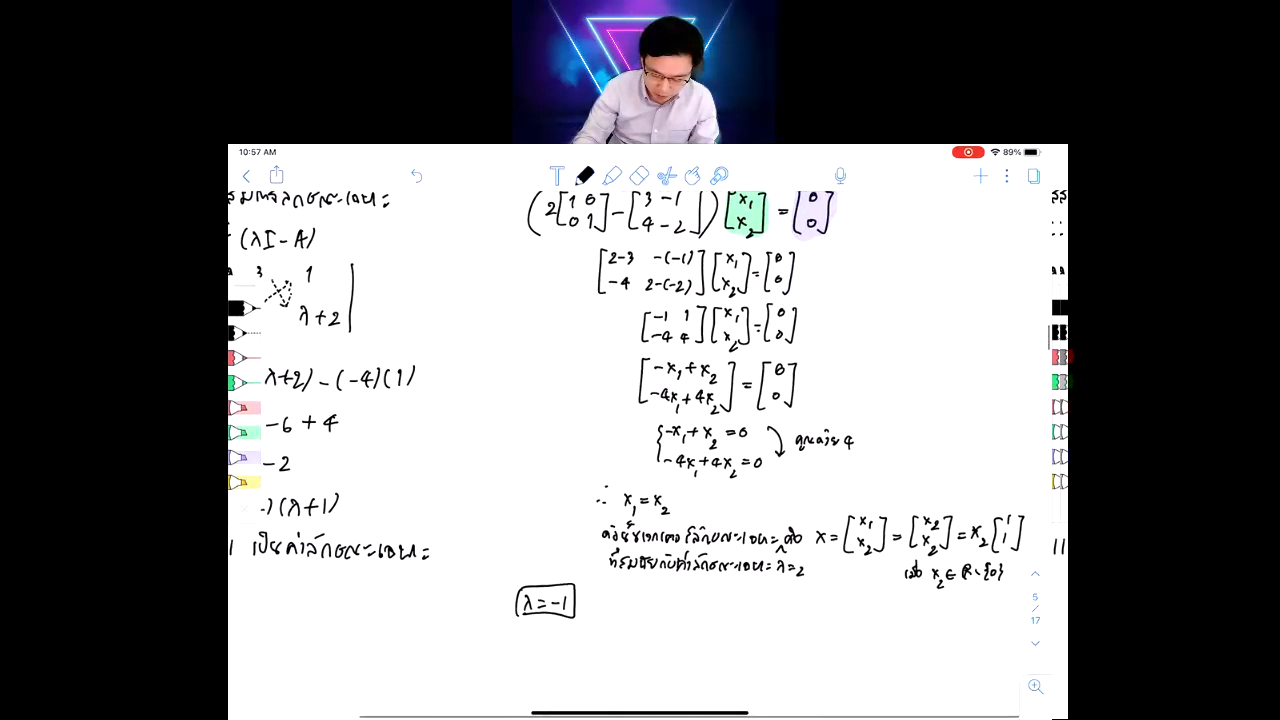 10:57 AM
89%
(λI-A)
3 1
λ+2
λ+2) - (-4)(1)
-6 + 4
-2
-)(λ+1)
เป็นค่าลักษณะเฉพาะ
(2[1 0; 0 1] - [3 -1; 4 -2]) [x₁; x₂] = [0; 0]
[2-3 -(-1); -4 2-(-2)] [x₁; x₂] = [0; 0]
[-1 1; -4 4] [x₁; x₂] = [0; 0]
[-x₁+x₂; -4x₁+4x₂] = [0; 0]
{-x₁+x₂ = 0
-4x₁+4x₂ = 0
คูณด้วย 4
∴ x₁ = x₂
ดังนั้นเวกเตอร์ลักษณะเฉพาะ คือ x = [x₁; x₂] = [x₂; x₂] = x₂[1; 1]
ที่สมนัยกับค่าลักษณะเฉพาะ λ=2
เมื่อ x₂ ∈ R-{0}
λ = -1
5
/
17